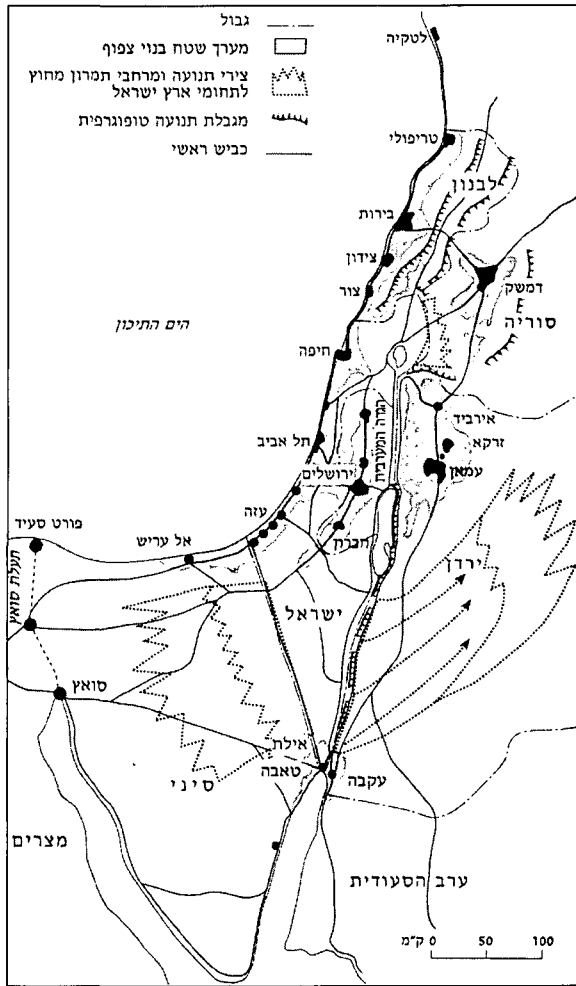 גבול
מערך שטח בנוי צפוף
צירי תנועה ומרחבי תמרון מחוץ
לתחומי ארץ ישראל
מגבלת תנועה טופוגרפית
כביש ראשי
לטקיה
טריפולי
לבנון
בירות
צידון
דמשק
צור
סוריה
הים התיכון
חיפה
אירביד
הגדה המערבית
זרקא
תל אביב
עמאן
ירושלים
עזה
פורט סעיד
חברון
אל עריש
ירדן
תעלת סואץ
ישראל
סואץ
אילת
טאבה
סיני
עקבה
מצרים
ערב הסעודית
ק"מ 0 50 100